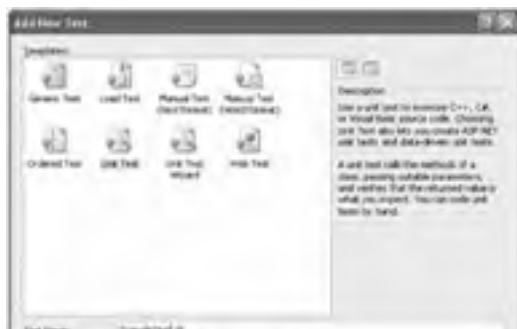 Add New Test
Templates:
Generic Test
Load Test
Manual Test
(text format)
Manual Test
(Word format)
Ordered Test
Unit Test
Unit Test
Wizard
Web Test
Description
Use a unit test to exercise C++, C#,
or Visual Basic source code. Choosing
Unit Test also lets you create ASP.NET
unit tests and data-driven unit tests.
A unit test calls the methods of a
class, passing suitable parameters,
and verifies that the returned value is
what you expect. You can code unit
tests by hand.